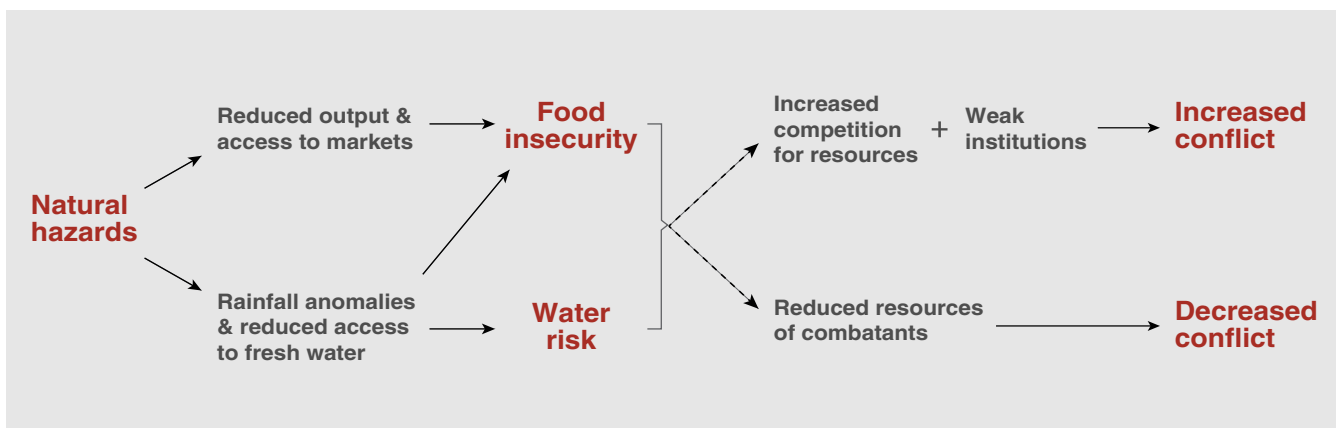 Natural
hazards
Reduced output &
access to markets
Rainfall anomalies
& reduced access
to fresh water
Food
insecurity
Water
risk
Increased
competition
for resources
+
Weak
institutions
Increased
conflict
Reduced resources
of combatants
Decreased
conflict